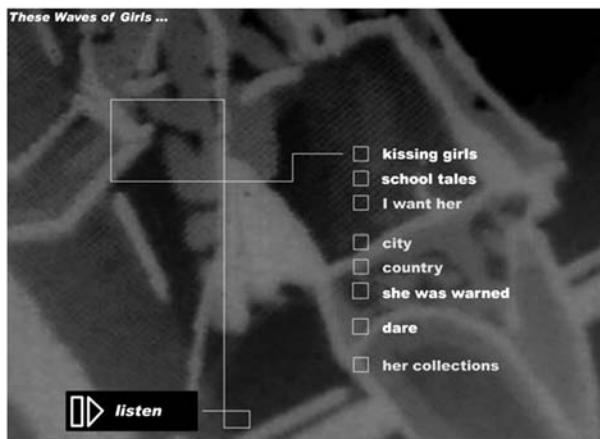 These Waves of Girls ...
kissing girls
school tales
I want her
city
country
she was warned
dare
her collections
listen